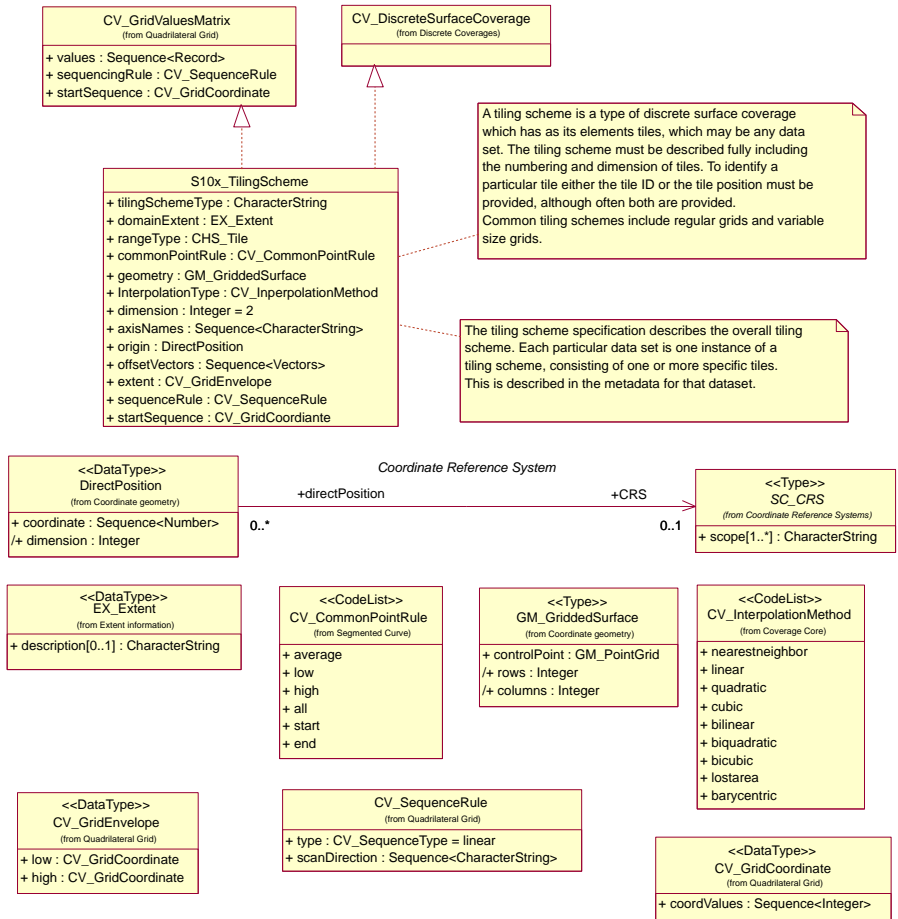 CV_GridValuesMatrix
(from Quadrilateral Grid)
+ values : Sequence<Record>
+ sequencingRule : CV_SequenceRule
+ startSequence : CV_GridCoordinate
CV_DiscreteSurfaceCoverage
(from Discrete Coverages)
A tiling scheme is a type of discrete surface coverage
which has as its elements tiles, which may be any data
set. The tiling scheme must be described fully including
the numbering and dimension of tiles. To identify a
particular tile either the tile ID or the tile position must be
provided, although often both are provided.
Common tiling schemes include regular grids and variable
size grids.
S10x_TilingScheme
+ tilingSchemeType : CharacterString
+ domainExtent : EX_Extent
+ rangeType : CHS_Tile
+ commonPointRule : CV_CommonPointRule
+ geometry : GM_GriddedSurface
+ InterpolationType : CV_InperpolationMethod
+ dimension : Integer = 2
+ axisNames : Sequence<CharacterString>
+ origin : DirectPosition
+ offsetVectors : Sequence<Vectors>
+ extent : CV_GridEnvelope
+ sequenceRule : CV_SequenceRule
+ startSequence : CV_GridCoordiante
The tiling scheme specification describes the overall tiling
scheme. Each particular data set is one instance of a
tiling scheme, consisting of one or more specific tiles.
This is described in the metadata for that dataset.
<<DataType>>
DirectPosition
(from Coordinate geometry)
+ coordinate : Sequence<Number>
/+ dimension : Integer
Coordinate Reference System
+directPosition
+CRS
0..*
0..1
<<Type>>
SC_CRS
(from Coordinate Reference Systems)
+ scope[1..*] : CharacterString
<<DataType>>
EX_Extent
(from Extent information)
+ description[0..1] : CharacterString
<<CodeList>>
CV_CommonPointRule
(from Segmented Curve)
+ average
+ low
+ high
+ all
+ start
+ end
<<Type>>
GM_GriddedSurface
(from Coordinate geometry)
+ controlPoint : GM_PointGrid
/+ rows : Integer
/+ columns : Integer
<<CodeList>>
CV_InterpolationMethod
(from Coverage Core)
+ nearestneighbor
+ linear
+ quadratic
+ cubic
+ bilinear
+ biquadratic
+ bicubic
+ lostarea
+ barycentric
<<DataType>>
CV_GridEnvelope
(from Quadrilateral Grid)
+ low : CV_GridCoordinate
+ high : CV_GridCoordinate
CV_SequenceRule
(from Quadrilateral Grid)
+ type : CV_SequenceType = linear
+ scanDirection : Sequence<CharacterString>
<<DataType>>
CV_GridCoordinate
(from Quadrilateral Grid)
+ coordValues : Sequence<Integer>